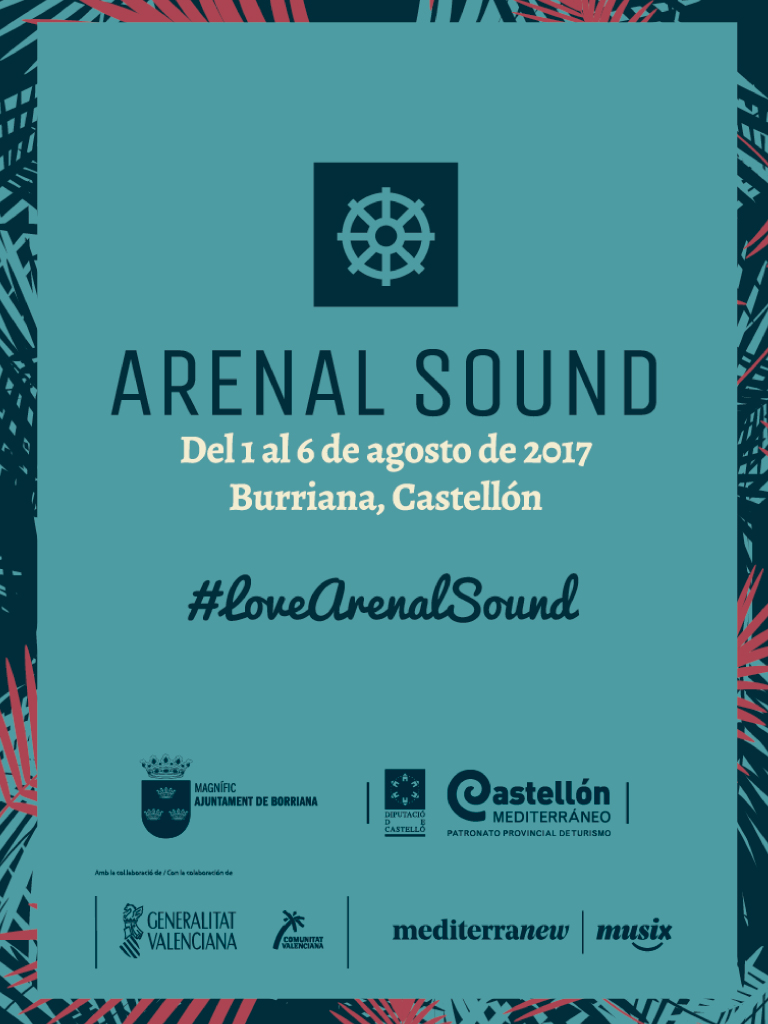 ARENAL SOUND
Del 1 al 6 de agosto de 2017
Burriana, Castellón
#LoveArenalSound
MAGNÍFIC
AJUNTAMENT DE BORRIANA
DIPUTACIÓ
D E
CASTELLÓ
Castellón
MEDITERRÁNEO
PATRONATO PROVINCIAL DE TURISMO
Amb la col·laboració de / Con la colaboración de
GENERALITAT
VALENCIANA
COMUNITAT
VALENCIANA
mediterranew
musix